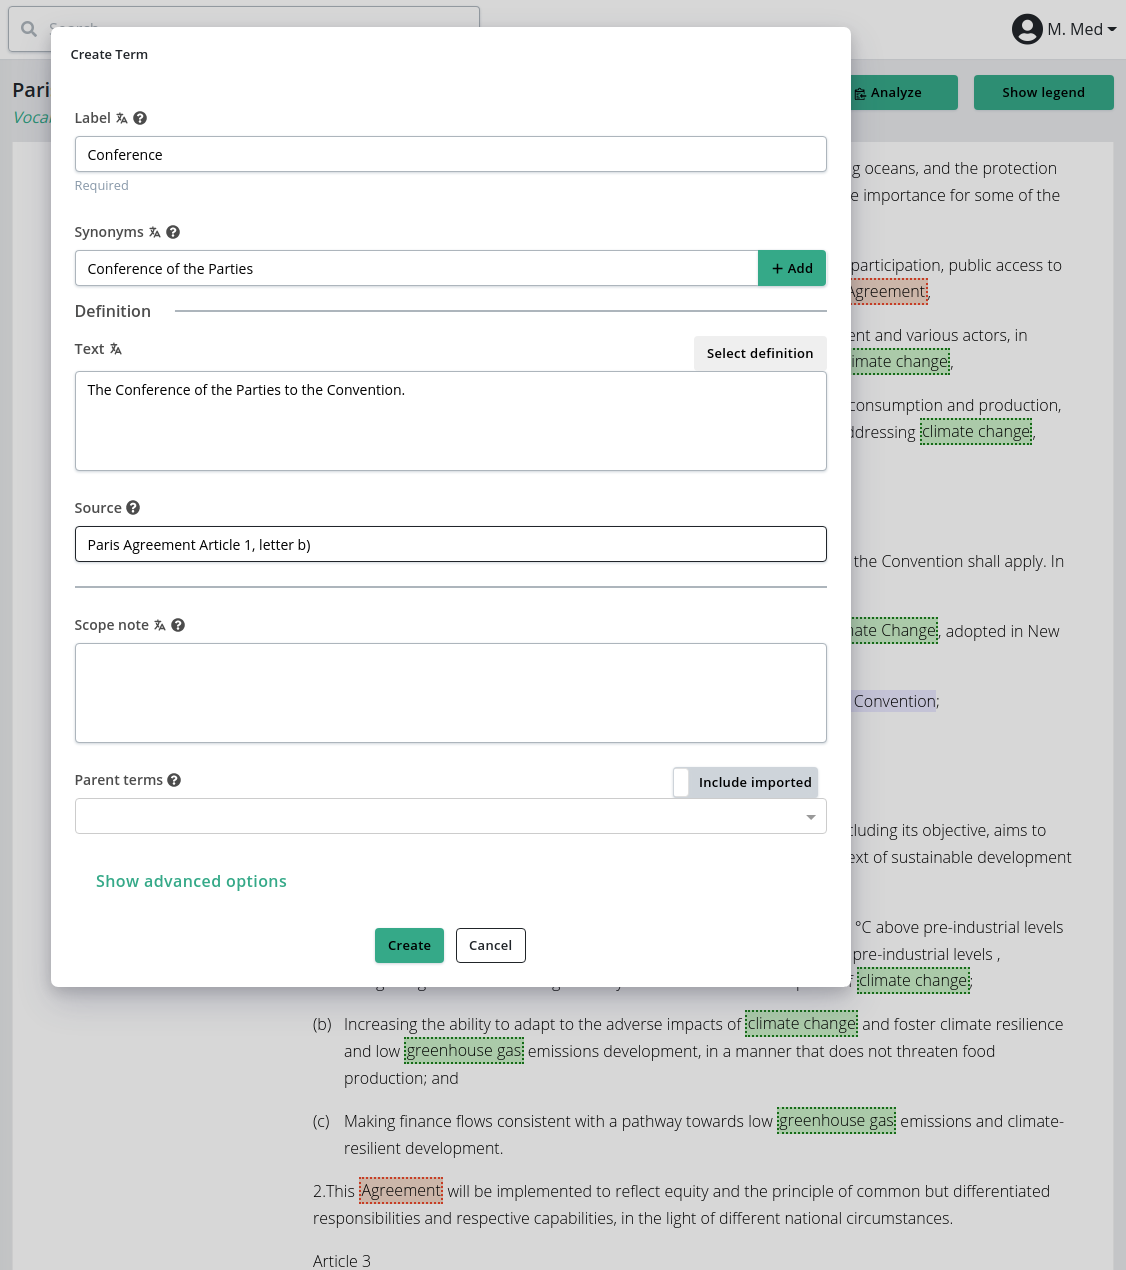 Search
M. Med
Create Term
Pari
Analyze
Show legend
Voca
Label
Conference
Required
g oceans, and the protection
e importance for some of the
Synonyms
Conference of the Parties
Add
participation, public access to
Agreement,
Definition
Text
Select definition
ent and various actors, in
imate change,
The Conference of the Parties to the Convention.
consumption and production,
ddressing climate change,
Source
Paris Agreement Article 1, letter b)
the Convention shall apply. In
Scope note
nate Change, adopted in New
Convention;
Parent terms
Include imported
cluding its objective, aims to
ext of sustainable development
Show advanced options
°C above pre-industrial levels
Create
Cancel
pre-industrial levels ,
f climate change;
(b) Increasing the ability to adapt to the adverse impacts of climate change and foster climate resilience
and low greenhouse gas emissions development, in a manner that does not threaten food
production; and
(c) Making finance flows consistent with a pathway towards low greenhouse gas emissions and climate-
resilient development.
2.This Agreement will be implemented to reflect equity and the principle of common but differentiated
responsibilities and respective capabilities, in the light of different national circumstances.
Article 3